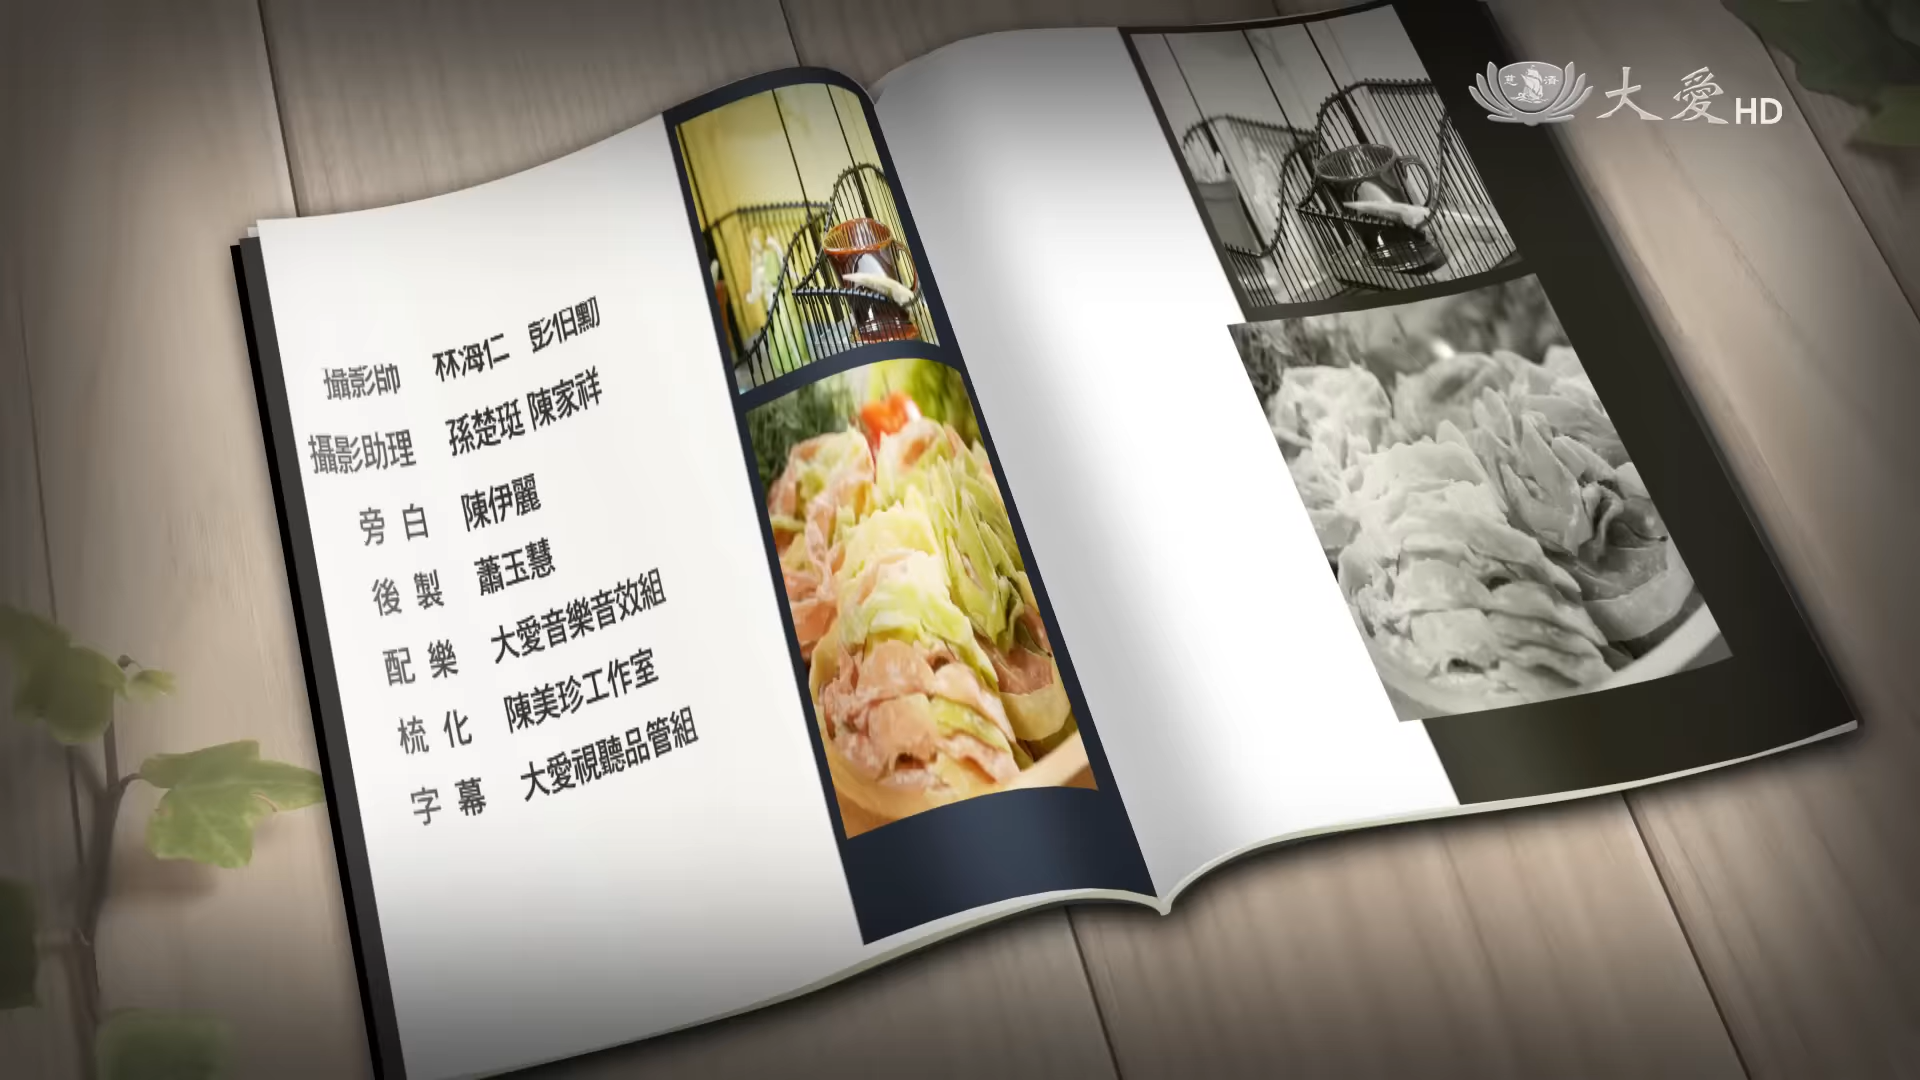 慈濟
大愛HD
攝影師 林海仁 彭伯勳
攝影助理 孫楚珽 陳家祥
旁白 陳伊麗
後製 蕭玉慧
配樂 大愛音樂音效組
梳化 陳美珍工作室
字幕 大愛視聽品管組